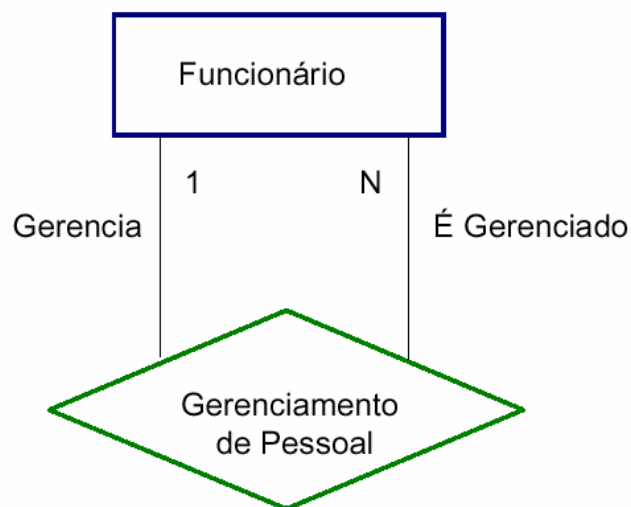 Funcionário
1
N
Gerencia
É Gerenciado
Gerenciamento
de Pessoal